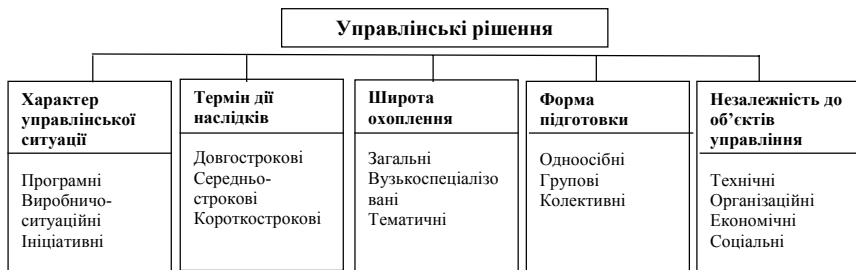 Управлінські рішення
Характер
управлінської
ситуації
Програмні
Виробничо-
ситуаційні
Ініціативні
Термін дії
наслідків
Довгострокові
Середньо-
строкові
Короткострокові
Широта
охоплення
Загальні
Вузькоспеціалізо
вані
Тематичні
Форма
підготовки
Одноосібні
Групові
Колективні
Незалежність до
об’єктів
управління
Технічні
Організаційні
Економічні
Соціальні